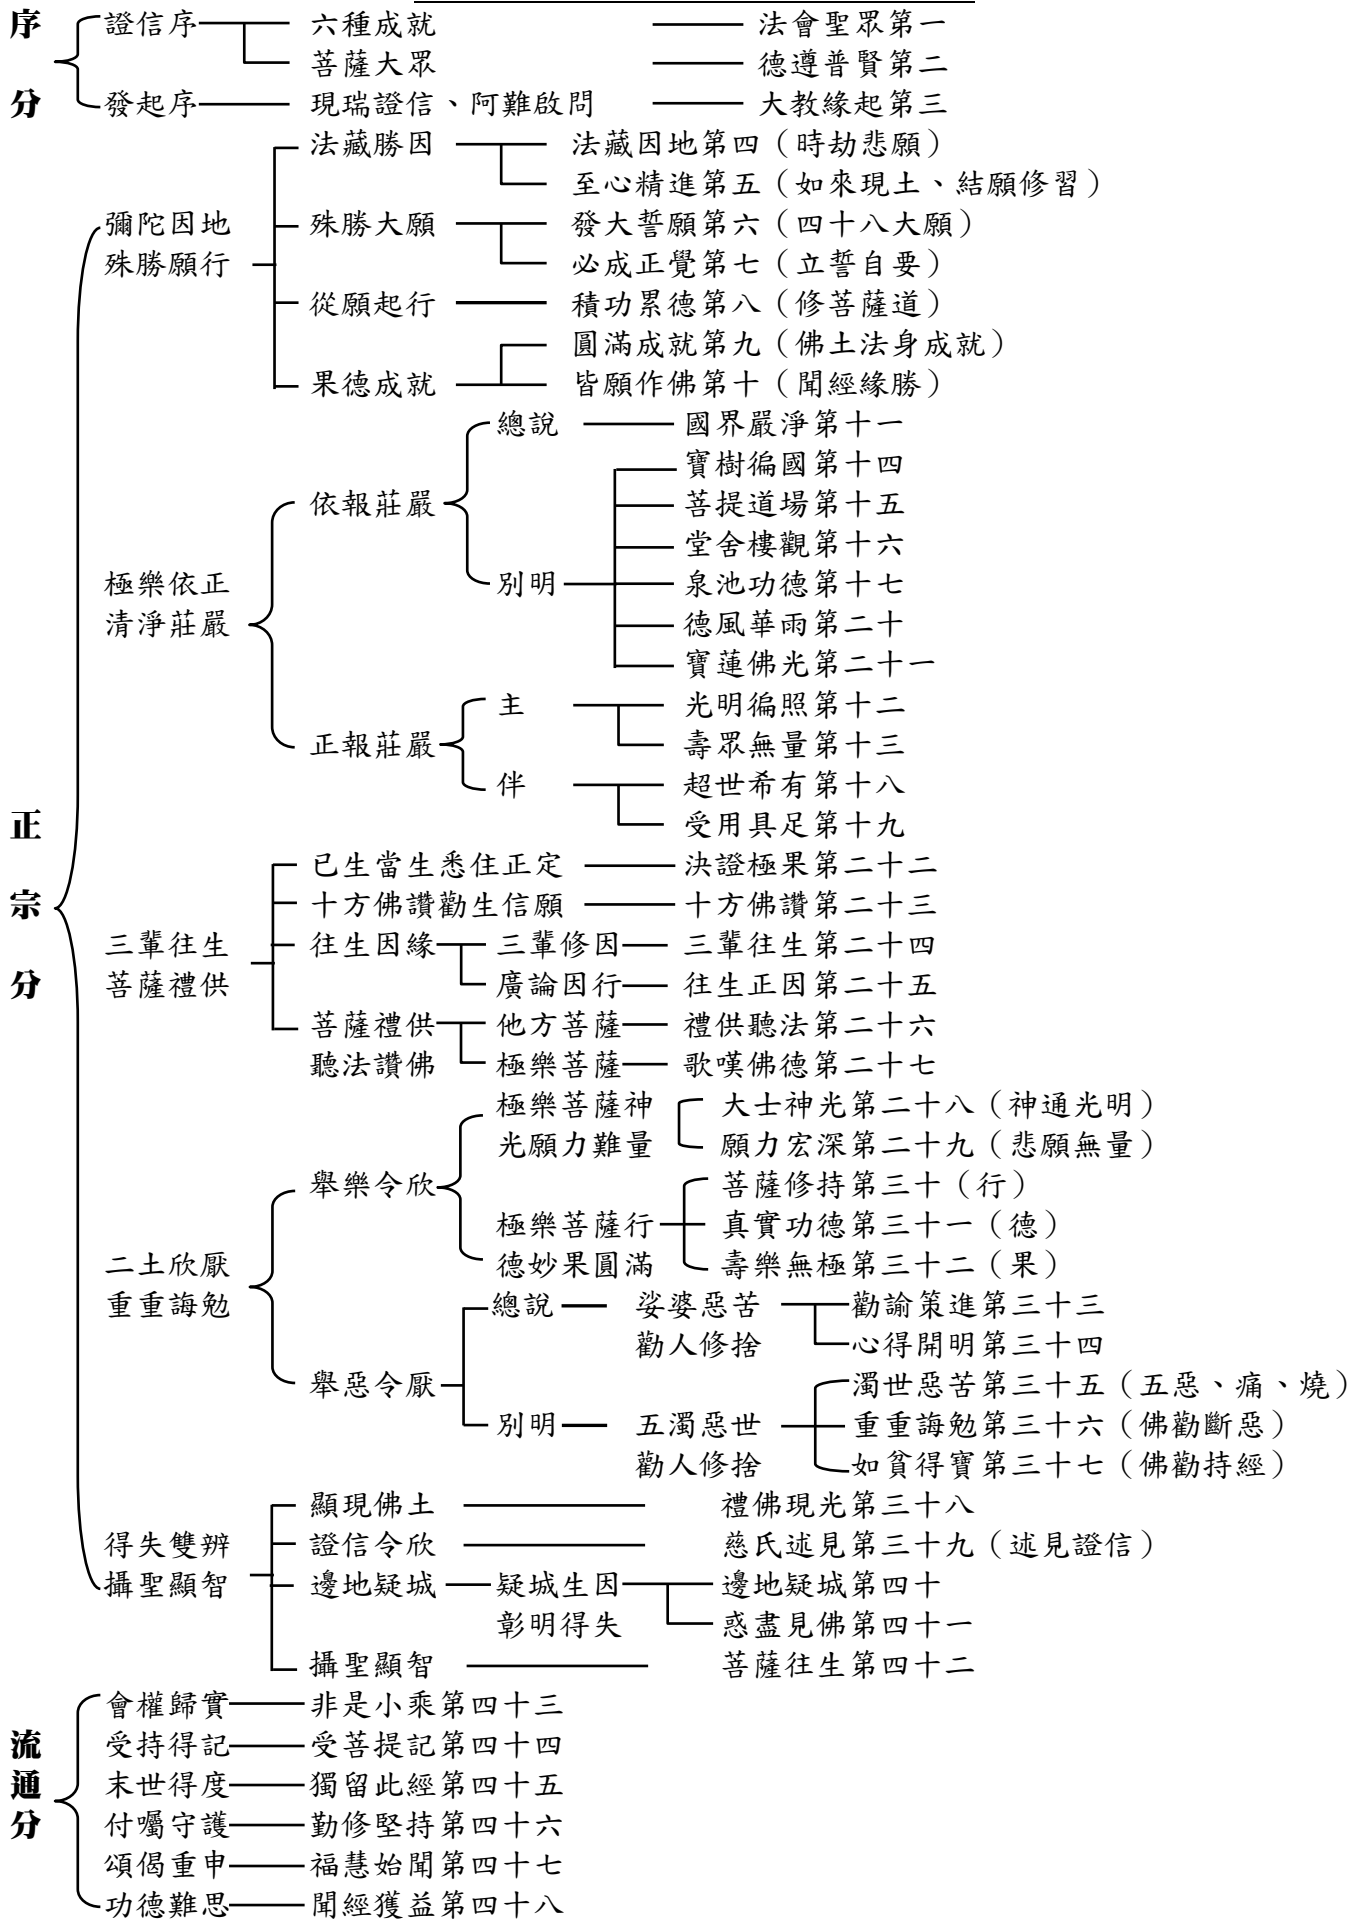 序 證信序 六種成就 法會聖眾第一
菩薩大眾 德遵普賢第二
分 發起序 現瑞證信、阿難啟問 大教緣起第三
法藏勝因 法藏因地第四（時劫悲願）
至心精進第五（如來現土、結願修習）
彌陀因地 殊勝大願 發大誓願第六（四十八大願）
殊勝願行 必成正覺第七（立誓自要）
從願起行 積功累德第八（修菩薩道）
圓滿成就第九（佛土法身成就）
果德成就 皆願作佛第十（聞經緣勝）
總說 國界嚴淨第十一
寶樹徧國第十四
依報莊嚴 菩提道場第十五
堂舍樓觀第十六
極樂依正 別明 泉池功德第十七
清淨莊嚴 德風華雨第二十
寶蓮佛光第二十一
主 光明徧照第十二
正報莊嚴 壽眾無量第十三
伴 超世希有第十八
正 受用具足第十九
已生當生悉住正定 決證極果第二十二
宗 十方佛讚勸生信願 十方佛讚第二十三
三輩往生 往生因緣 三輩修因 三輩往生第二十四
分 菩薩禮供 廣論因行 往生正因第二十五
菩薩禮供 他方菩薩 禮供聽法第二十六
聽法讚佛 極樂菩薩 歌嘆佛德第二十七
極樂菩薩神 大士神光第二十八（神通光明）
光願力難量 願力宏深第二十九（悲願無量）
舉樂令欣 菩薩修持第三十（行）
極樂菩薩行 真實功德第三十一（德）
二土欣厭 德妙果圓滿 壽樂無極第三十二（果）
重重誨勉 總說 娑婆惡苦 勸諭策進第三十三
勸人修捨 心得開明第三十四
舉惡令厭 濁世惡苦第三十五（五惡、痛、燒）
別明 五濁惡世 重重誨勉第三十六（佛勸斷惡）
勸人修捨 如貧得寶第三十七（佛勸持經）
顯現佛土 禮佛現光第三十八
得失雙辨 證信令欣 慈氏述見第三十九（述見證信）
攝聖顯智 邊地疑城 疑城生因 邊地疑城第四十
彰明得失 惑盡見佛第四十一
攝聖顯智 菩薩往生第四十二
會權歸實 非是小乘第四十三
流 受持得記 受菩提記第四十四
通 末世得度 獨留此經第四十五
分 付囑守護 勤修堅持第四十六
頌偈重申 福慧始聞第四十七
功德難思 聞經獲益第四十八